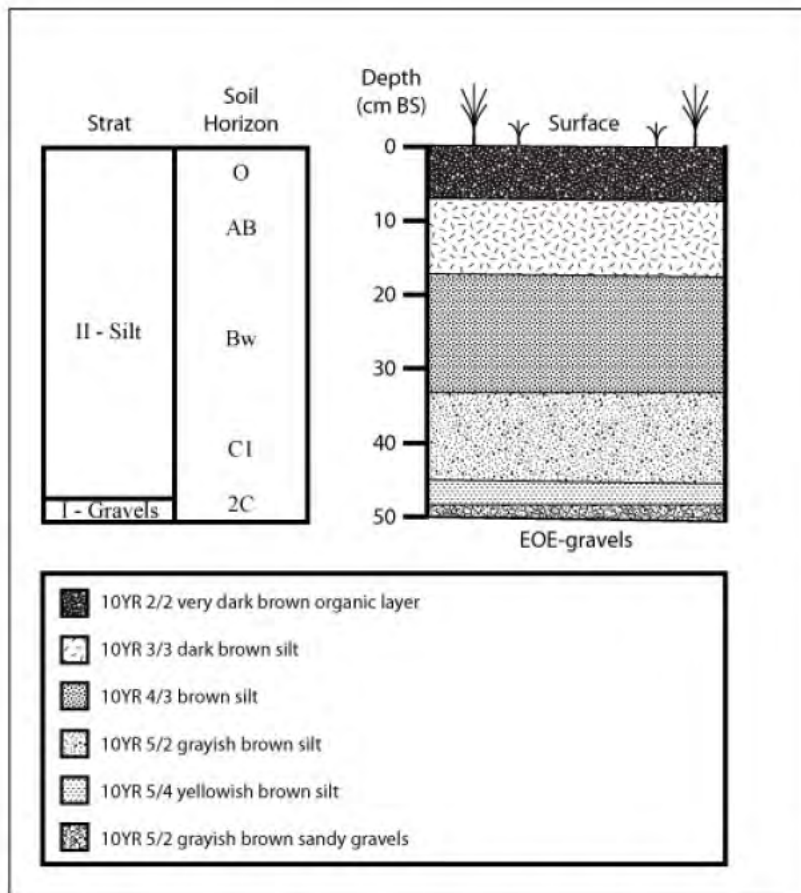 Strat
Soil
Horizon
Depth
(cm BS)
Surface
O
AB
II - Silt
Bw
C1
I - Gravels
2C
0
10
20
30
40
50
EOE-gravels
10YR 2/2 very dark brown organic layer
10YR 3/3 dark brown silt
10YR 4/3 brown silt
10YR 5/2 grayish brown silt
10YR 5/4 yellowish brown silt
10YR 5/2 grayish brown sandy gravels